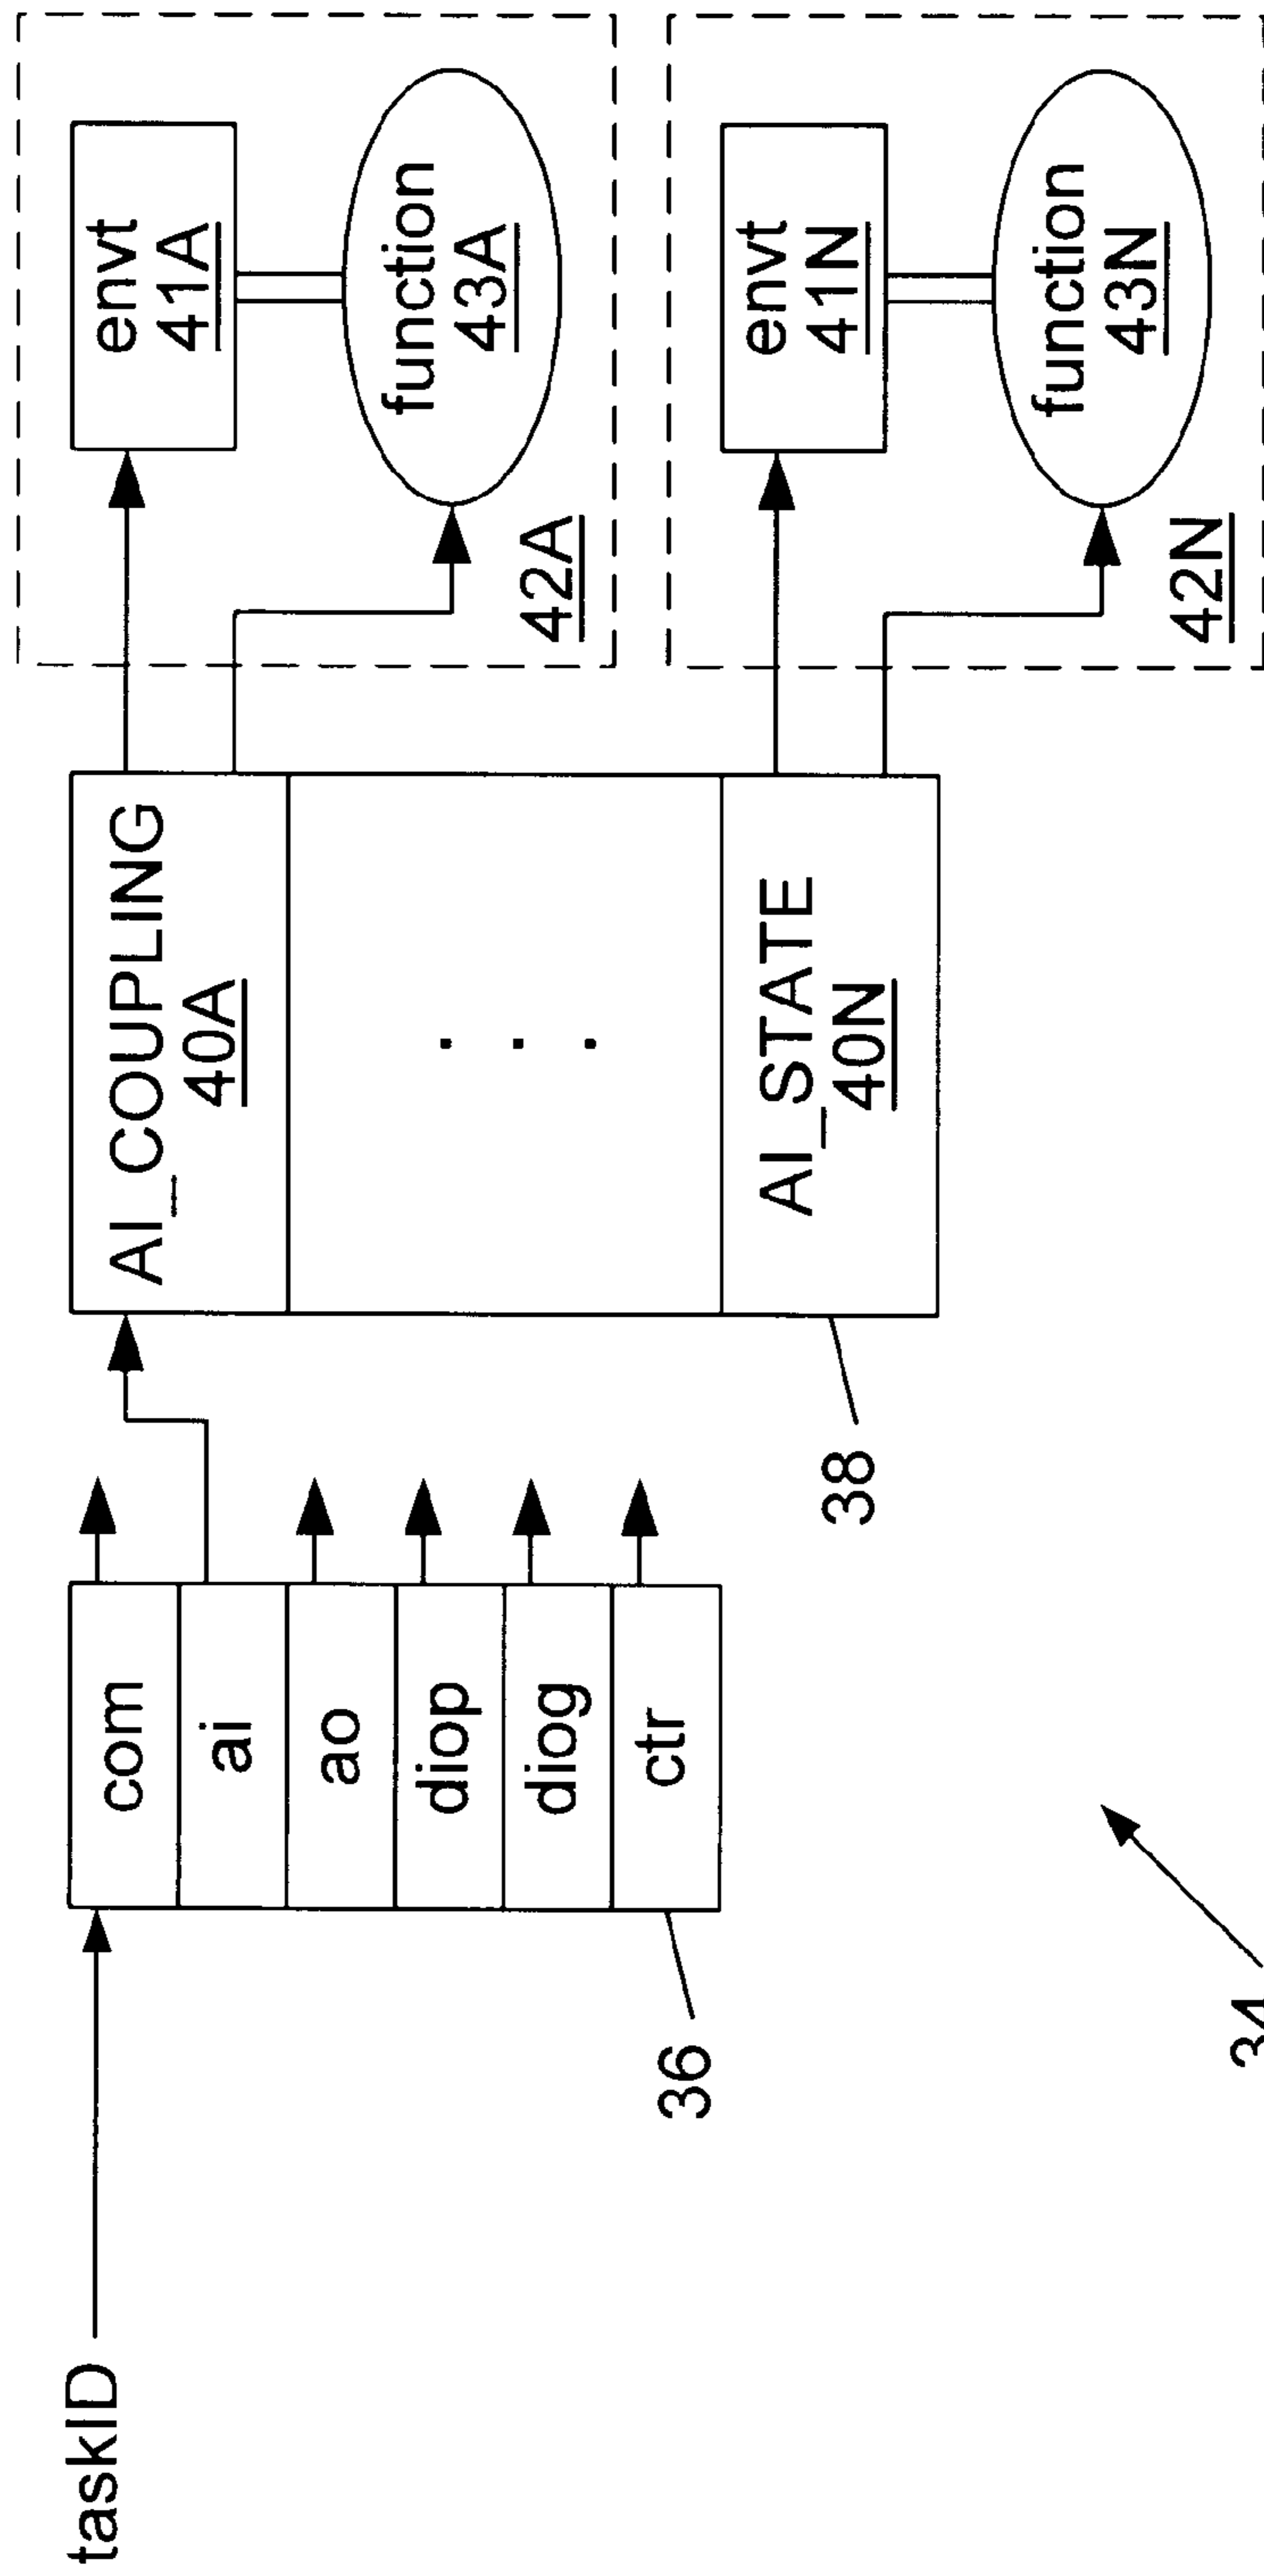 taskID
com
ai
ao
diop
diog
ctr
36
AI_COUPLING
40A
. . .
AI_STATE
40N
38
envt
41A
function
43A
42A
envt
41N
function
43N
42N
34